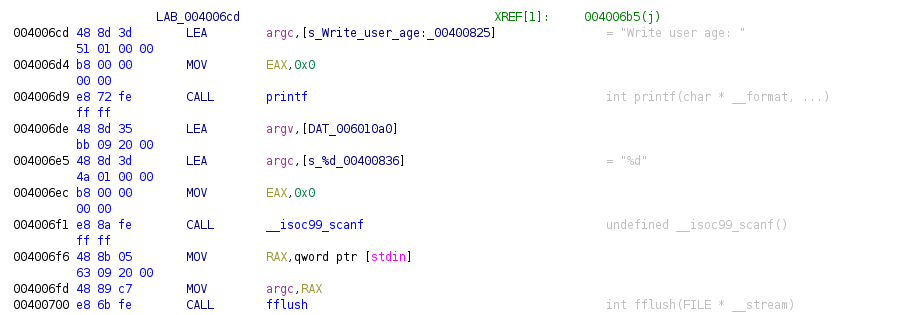 LAB_004006cd XREF[1]: 004006b5(j)
004006cd 48 8d 3d LEA argc,[s_Write_user_age:_00400825] = "Write user age: "
51 01 00 00
004006d4 b8 00 00 MOV EAX,0x0
00 00
004006d9 e8 72 fe CALL printf int printf(char * __format, ...)
ff ff
004006de 48 8d 35 LEA argv,[DAT_006010a0]
bb 09 20 00
004006e5 48 8d 3d LEA argc,[s_%d_00400836] = "%d"
4a 01 00 00
004006ec b8 00 00 MOV EAX,0x0
00 00
004006f1 e8 8a fe CALL __isoc99_scanf undefined __isoc99_scanf()
ff ff
004006f6 48 8b 05 MOV RAX,qword ptr [stdin]
63 09 20 00
004006fd 48 89 c7 MOV argc,RAX
00400700 e8 6b fe CALL fflush int fflush(FILE * __stream)